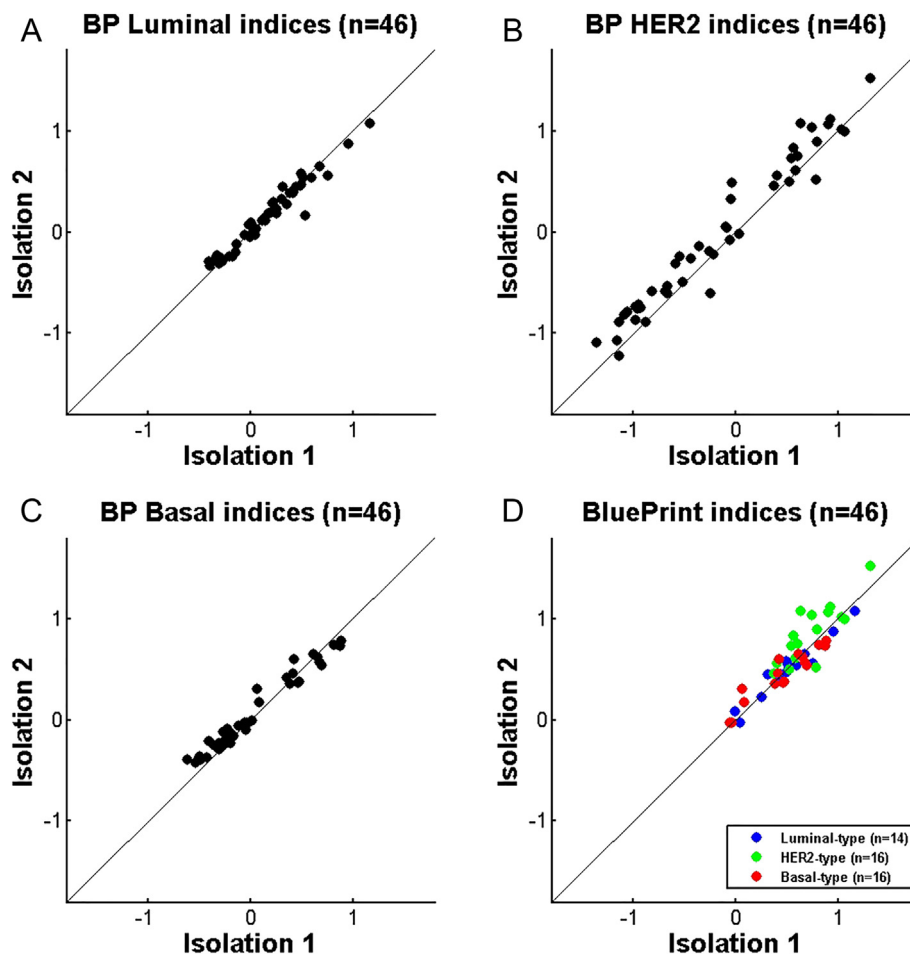 A
BP Luminal indices (n=46)
Isolation 2
1
0
-1
-1
0
1
Isolation 1
B
BP HER2 indices (n=46)
Isolation 2
1
0
-1
-1
0
1
Isolation 1
C
BP Basal indices (n=46)
Isolation 2
1
0
-1
-1
0
1
Isolation 1
D
BluePrint indices (n=46)
Isolation 2
1
0
-1
-1
0
1
Isolation 1
Luminal-type (n=14)
HER2-type (n=16)
Basal-type (n=16)